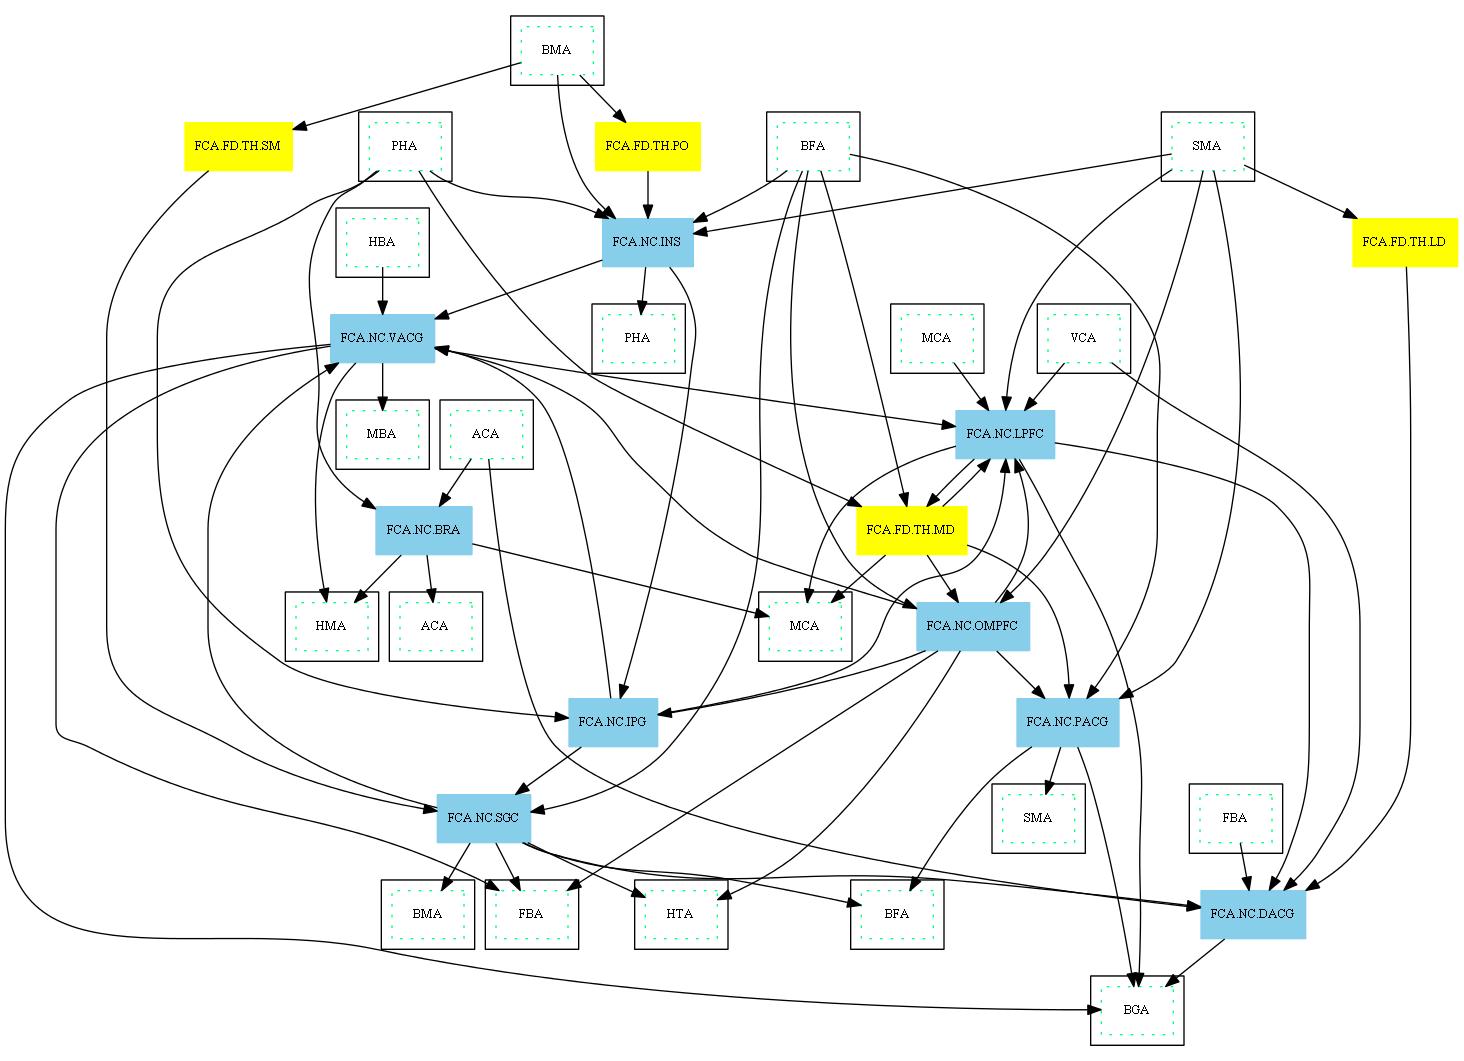 BMA
FCA.FD.TH.SM
PHA
FCA.FD.TH.PO
BFA
SMA
HBA
FCA.NC.INS
FCA.FD.TH.LD
FCA.NC.VACG
PHA
MCA
VCA
MBA
ACA
FCA.NC.LPFC
FCA.NC.BRA
FCA.FD.TH.MD
HMA
ACA
MCA
FCA.NC.OMPFC
FCA.NC.IPG
FCA.NC.PACG
FCA.NC.SGC
SMA
FBA
BMA
FBA
HTA
BFA
FCA.NC.DACG
BGA